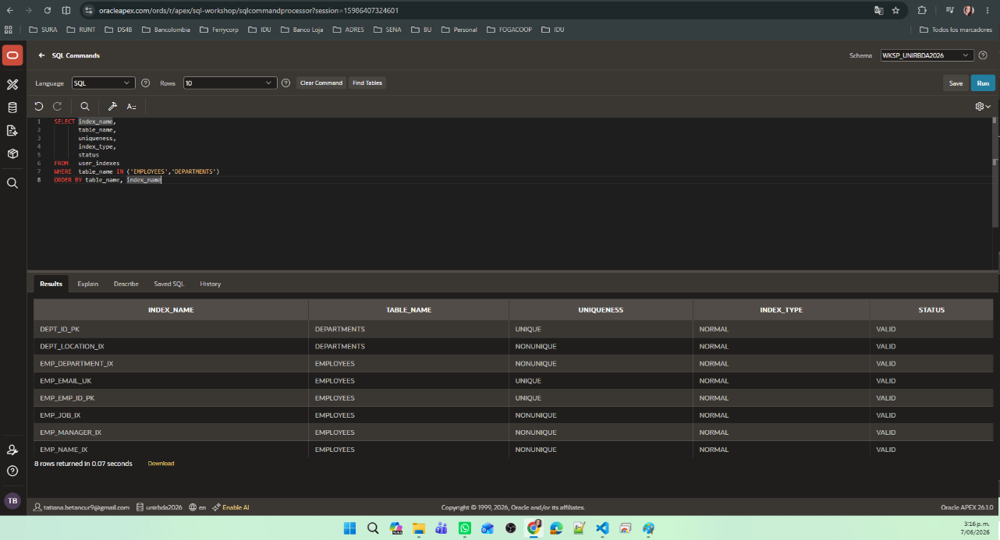 oracleapex.com/ords/r/apex/sql-workshop/sqlcommandprocessor?session=15986407324601
SURA RUNT DS4B Bancolombia Ferrycorp IDU Banco Loja ADRES SENA BU Personal FOGACOOP IDU Todos los marcadores
SQL Commands Schema WKSP_UNIRBDA2026
Language SQL Rows 10 Clear Command Find Tables Save Run
A::
1 SELECT index_name,
2 table_name,
3 uniqueness,
4 index_type,
5 status
6 FROM user_indexes
7 WHERE table_name IN ('EMPLOYEES','DEPARTMENTS')
8 ORDER BY table_name, index_name
Results Explain Describe Saved SQL History
INDEX_NAME TABLE_NAME UNIQUENESS INDEX_TYPE STATUS
DEPT_ID_PK DEPARTMENTS UNIQUE NORMAL VALID
DEPT_LOCATION_IX DEPARTMENTS NONUNIQUE NORMAL VALID
EMP_DEPARTMENT_IX EMPLOYEES NONUNIQUE NORMAL VALID
EMP_EMAIL_UK EMPLOYEES UNIQUE NORMAL VALID
EMP_EMP_ID_PK EMPLOYEES UNIQUE NORMAL VALID
EMP_JOB_IX EMPLOYEES NONUNIQUE NORMAL VALID
EMP_MANAGER_IX EMPLOYEES NONUNIQUE NORMAL VALID
EMP_NAME_IX EMPLOYEES NONUNIQUE NORMAL VALID
8 rows returned in 0.07 seconds Download
TB
tatiana.betancur9@gmail.com unirbda2026 en Enable AI Copyright © 1999, 2026, Oracle and/or its affiliates. Oracle APEX 26.1.0
3:16 p. m.
7/06/2026